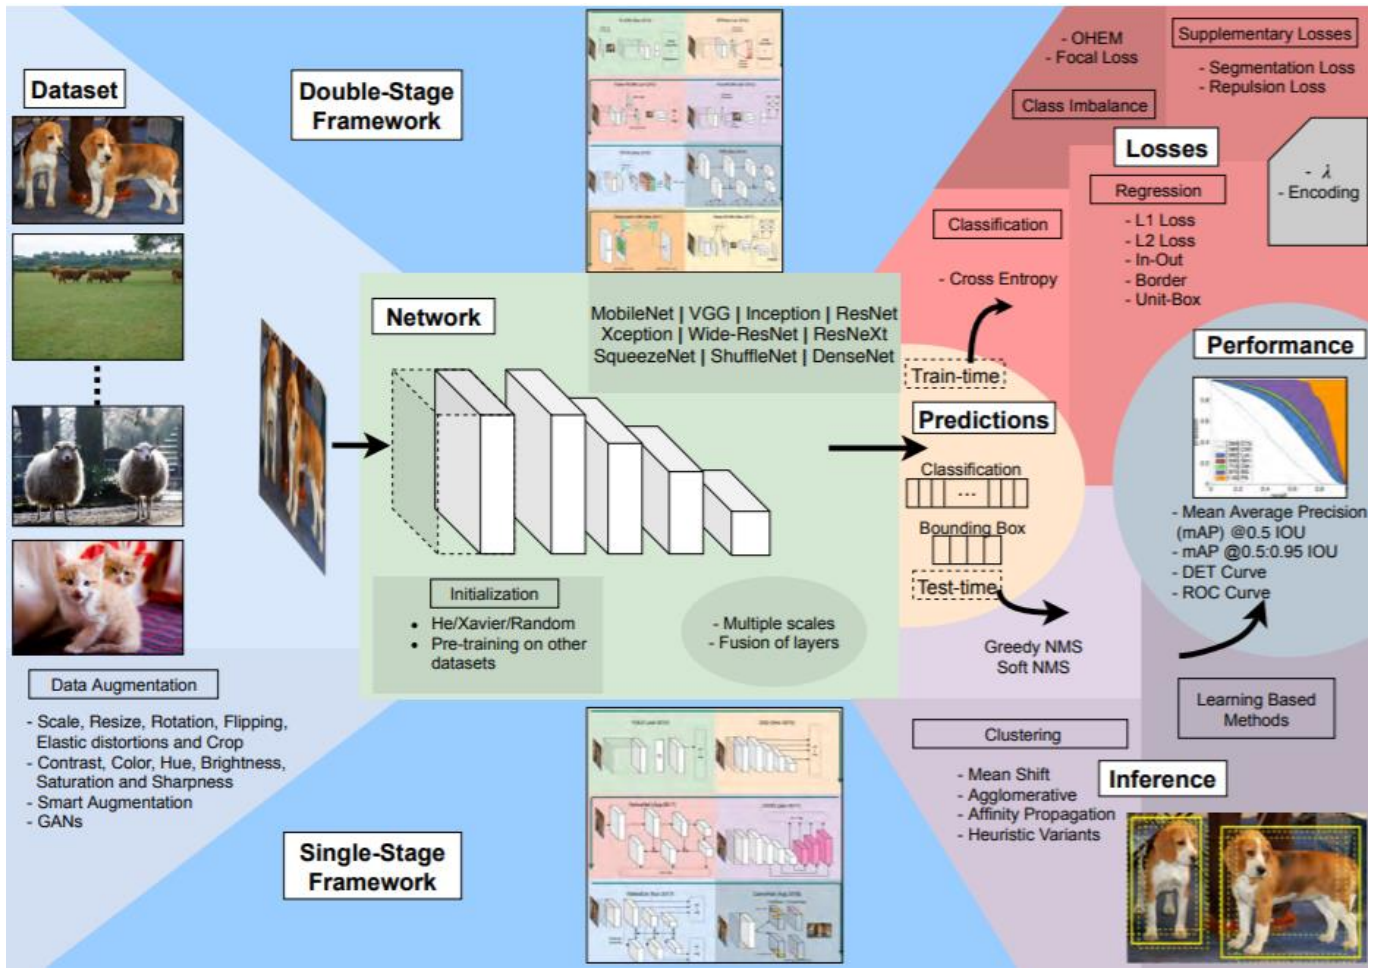 Dataset
Data Augmentation
- Scale, Resize, Rotation, Flipping,
Elastic distortions and Crop
- Contrast, Color, Hue, Brightness,
Saturation and Sharpness
- Smart Augmentation
- GANs
Double-Stage
Framework
Network
MobileNet | VGG | Inception | ResNet
Xception | Wide-ResNet | ResNeXt
SqueezeNet | ShuffleNet | DenseNet
Initialization
• He/Xavier/Random
• Pre-training on other
datasets
- Multiple scales
- Fusion of layers
Single-Stage
Framework
Train-time
Predictions
Classification
...
Bounding Box
Test-time
Greedy NMS
Soft NMS
- OHEM
- Focal Loss
Class Imbalance
Supplementary Losses
- Segmentation Loss
- Repulsion Loss
Losses
- λ
- Encoding
Classification
- Cross Entropy
Regression
- L1 Loss
- L2 Loss
- In-Out
- Border
- Unit-Box
Performance
- Mean Average Precision
(mAP) @0.5 IOU
- mAP @0.5:0.95 IOU
- DET Curve
- ROC Curve
Learning Based
Methods
Clustering
- Mean Shift
- Agglomerative
- Affinity Propagation
- Heuristic Variants
Inference